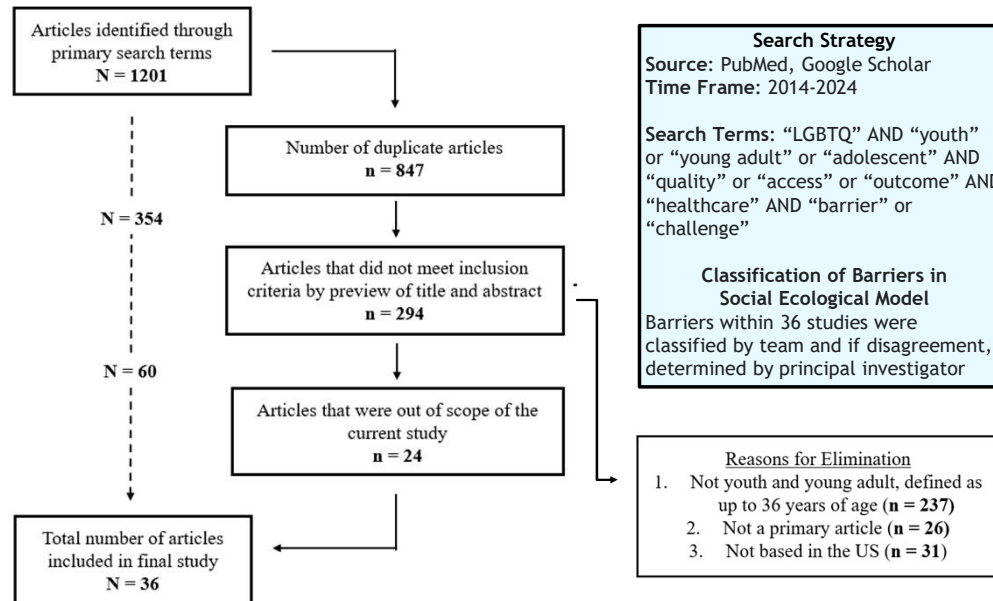 Articles identified through
primary search terms
N = 1201
Number of duplicate articles
n = 847
N = 354
Articles that did not meet inclusion
criteria by preview of title and abstract
n = 294
N = 60
Articles that were out of scope of the
current study
n = 24
Total number of articles
included in final study
N = 36
Search Strategy
Source: PubMed, Google Scholar
Time Frame: 2014-2024
Search Terms: “LGBTQ” AND “youth”
or “young adult” or “adolescent” AND
“quality” or “access” or “outcome” AND
“healthcare” AND “barrier” or
“challenge”
Classification of Barriers in
Social Ecological Model
Barriers within 36 studies were
classified by team and if disagreement,
determined by principal investigator
Reasons for Elimination
1. Not youth and young adult, defined as
up to 36 years of age (n = 237)
2. Not a primary article (n = 26)
3. Not based in the US (n = 31)